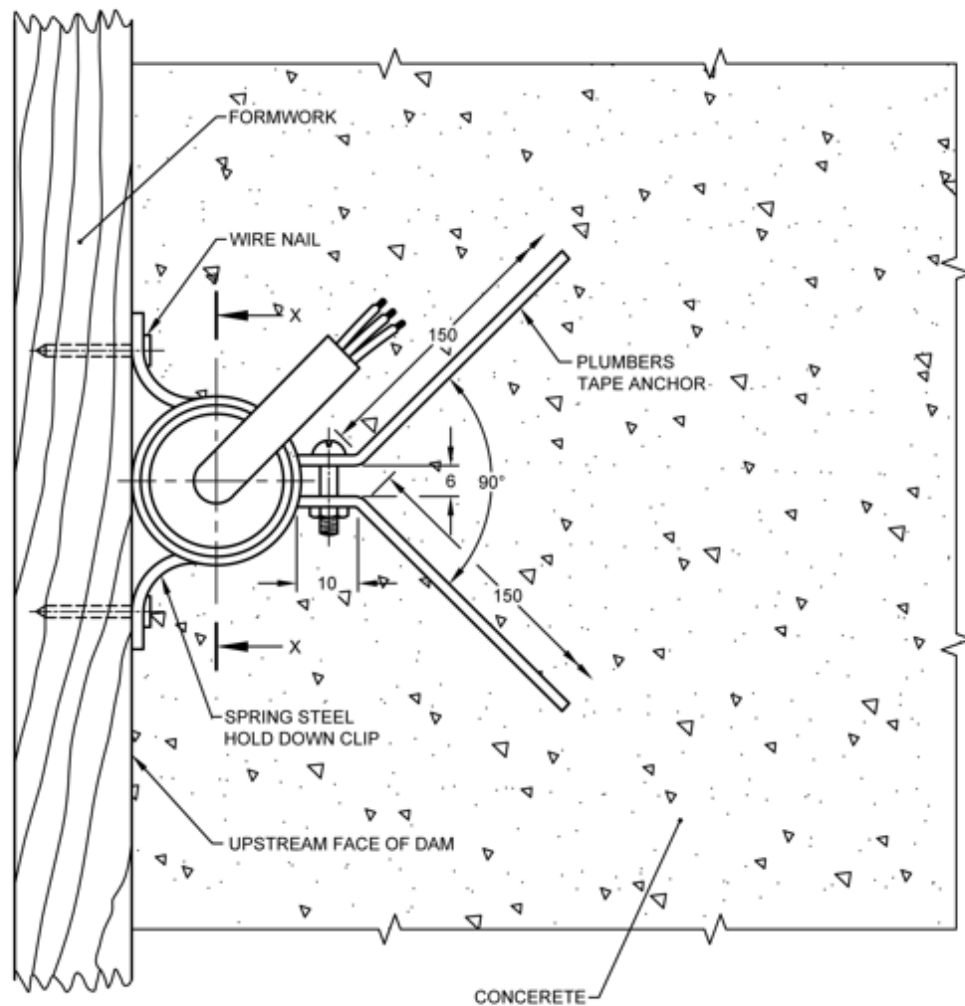 FORMWORK
WIRE NAIL
X
150
PLUMBERS
TAPE ANCHOR
6
90°
10
150
X
SPRING STEEL
HOLD DOWN CLIP
UPSTREAM FACE OF DAM
CONCERETE